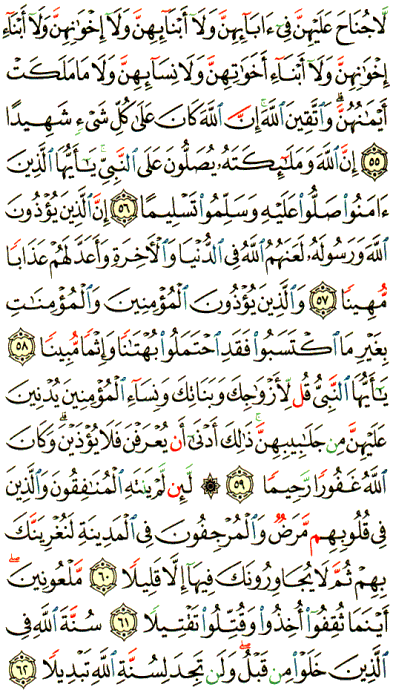 لَّا جُنَاحَ عَلَيْهِنَّ فِىٓ ءَابَآئِهِنَّ وَلَآ أَبْنَآئِهِنَّ وَلَآ إِخْوَٰنِهِنَّ وَلَآ أَبْنَآءِ
إِخْوَٰنِهِنَّ وَلَآ أَبْنَآءِ أَخَوَٰتِهِنَّ وَلَا نِسَآئِهِنَّ وَلَا مَا مَلَكَتْ
أَيْمَٰنُهُنَّ ۗ وَٱتَّقِينَ ٱللَّهَ ۚ إِنَّ ٱللَّهَ كَانَ عَلَىٰ كُلِّ شَىْءٍ شَهِيدًا
٥٥ إِنَّ ٱللَّهَ وَمَلَٰٓئِكَتَهُۥ يُصَلُّونَ عَلَى ٱلنَّبِىِّ ۚ يَٰٓأَيُّهَا ٱلَّذِينَ
ءَامَنُوا۟ صَلُّوا۟ عَلَيْهِ وَسَلِّمُوا۟ تَسْلِيمًا ٥٦ إِنَّ ٱلَّذِينَ يُؤْذُونَ
ٱللَّهَ وَرَسُولَهُۥ لَعَنَهُمُ ٱللَّهُ فِى ٱلدُّنْيَا وَٱلْءَاخِرَةِ وَأَعَدَّ لَهُمْ عَذَابًا
مُّهِينًا ٥٧ وَٱلَّذِينَ يُؤْذُونَ ٱلْمُؤْمِنِينَ وَٱلْمُؤْمِنَٰتِ
بِغَيْرِ مَا ٱكْتَسَبُوا۟ فَقَدِ ٱحْتَمَلُوا۟ بُهْتَٰنًا وَإِثْمًا مُّبِينًا ٥٨
يَٰٓأَيُّهَا ٱلنَّبِىُّ قُل لِّأَزْوَٰجِكَ وَبَنَاتِكَ وَنِسَآءِ ٱلْمُؤْمِنِينَ يُدْنِينَ
عَلَيْهِنَّ مِن جَلَٰبِيبِهِنَّ ۚ ذَٰلِكَ أَدْنَىٰٓ أَن يُعْرَفْنَ فَلَا يُؤْذَيْنَ ۗ وَكَانَ
ٱللَّهُ غَفُورًا رَّحِيمًا ٥٩ ۞ لَّئِن لَّمْ يَنتَهِ ٱلْمُنَٰفِقُونَ وَٱلَّذِينَ
فِى قُلُوبِهِم مَّرَضٌ وَٱلْمُرْجِفُونَ فِى ٱلْمَدِينَةِ لَنُغْرِيَنَّكَ
بِهِمْ ثُمَّ لَا يُجَاوِرُونَكَ فِيهَآ إِلَّا قَلِيلًا ٦٠ مَّلْعُونِينَ ۖ
أَيْنَمَا ثُقِفُوٓا۟ أُخِذُوا۟ وَقُتِّلُوا۟ تَقْتِيلًا ٦١ سُنَّةَ ٱللَّهِ فِى
ٱلَّذِينَ خَلَوْا۟ مِن قَبْلُ ۖ وَلَن تَجِدَ لِسُنَّةِ ٱللَّهِ تَبْدِيلًا ٦٢